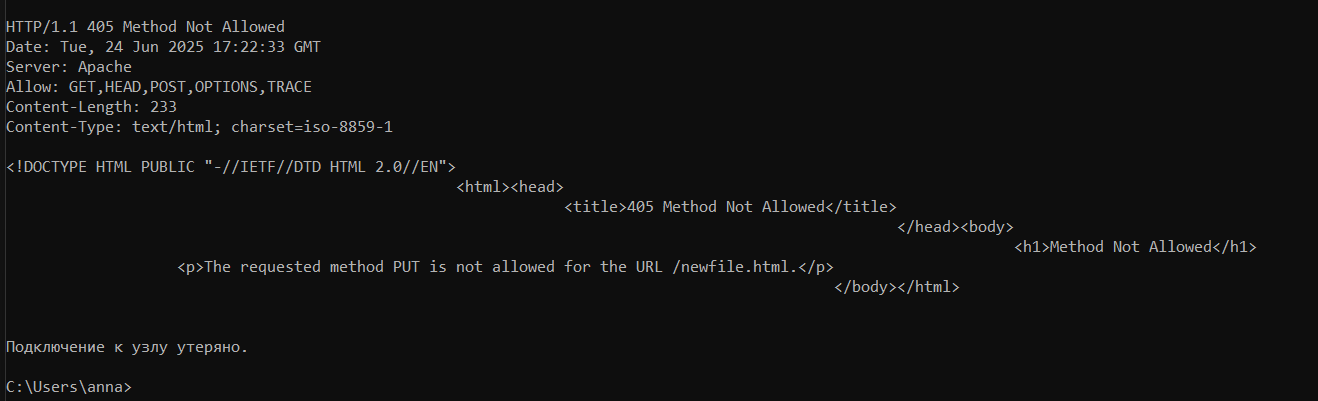 HTTP/1.1 405 Method Not Allowed
Date: Tue, 24 Jun 2025 17:22:33 GMT
Server: Apache
Allow: GET,HEAD,POST,OPTIONS,TRACE
Content-Length: 233
Content-Type: text/html; charset=iso-8859-1
<!DOCTYPE HTML PUBLIC "-//IETF//DTD HTML 2.0//EN">
<html><head>
<title>405 Method Not Allowed</title>
</head><body>
<h1>Method Not Allowed</h1>
<p>The requested method PUT is not allowed for the URL /newfile.html.</p>
</body></html>
Подключение к узлу утеряно.
C:\Users\anna>